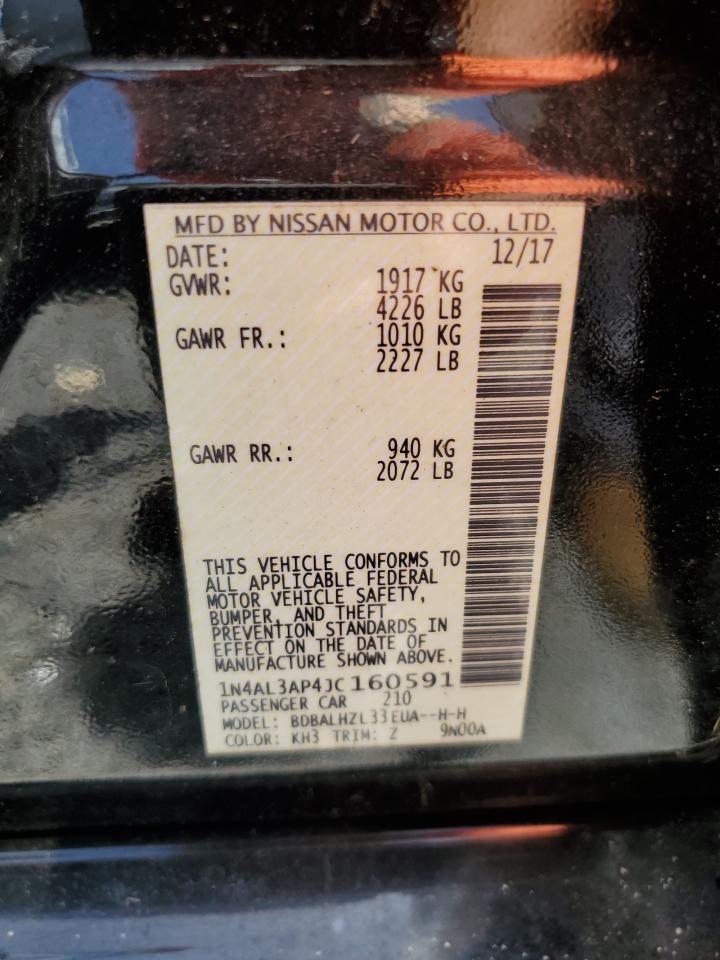 MFD BY NISSAN MOTOR CO., LTD.
DATE: 12/17
GVWR: 1917 KG
4226 LB
GAWR FR.: 1010 KG
2227 LB
GAWR RR.: 940 KG
2072 LB
THIS VEHICLE CONFORMS TO
ALL APPLICABLE FEDERAL
MOTOR VEHICLE SAFETY,
BUMPER, AND THEFT
PREVENTION STANDARDS IN
EFFECT ON THE DATE OF
MANUFACTURE SHOWN ABOVE.
1N4AL3AP4JC160591
PASSENGER CAR 210
MODEL: BDBALHZL33EUA--H-H
COLOR: KH3 TRIM: Z 9N00A